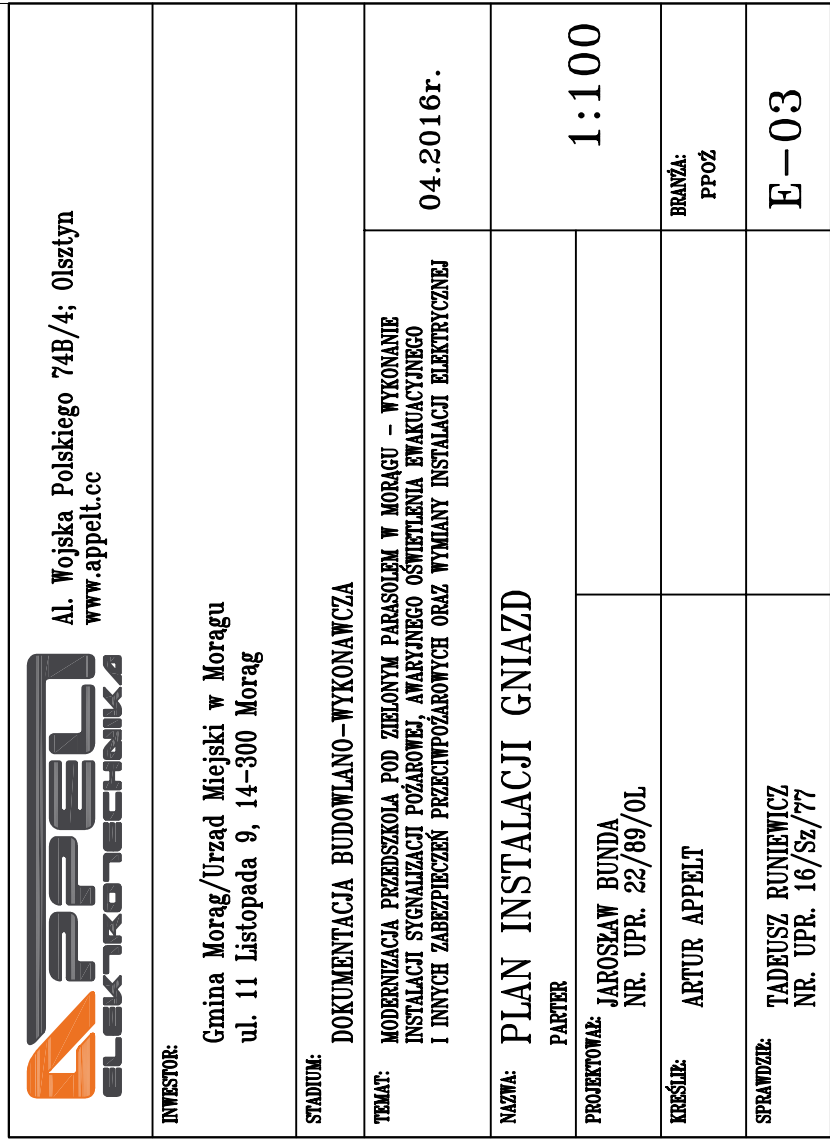 APPELT
ELEKTROTECHNIKA
Al. Wojska Polskiego 74B/4; Olsztyn
www.appelt.cc
INWESTOR:
Gmina Morąg/Urząd Miejski w Morągu
ul. 11 Listopada 9, 14-300 Morąg
STADIUM:
DOKUMENTACJA BUDOWLANO-WYKONAWCZA
TEMAT:
MODERNIZACJA PRZEDSZKOLA POD ZIELONYM PARASOLEM W MORĄGU - WYKONANIE
INSTALACJI SYGNALIZACJI POŻAROWEJ, AWARYJNEGO OŚWIETLENIA EWAKUACYJNEGO
I INNYCH ZABEZPIECZEŃ PRZECIWPOŻAROWYCH ORAZ WYMIANY INSTALACJI ELEKTRYCZNEJ
04.2016r.
NAZWA:
PLAN INSTALACJI GNIAZD
PARTER
1:100
PROJEKTOWAŁ:
JAROSŁAW BUNDA
NR. UPR. 22/89/OL
KREŚLIŁ:
ARTUR APPELT
BRANŻA:
PPOŻ
SPRAWDZIŁ:
TADEUSZ RUNIEWICZ
NR. UPR. 16/Sz/77
E-03